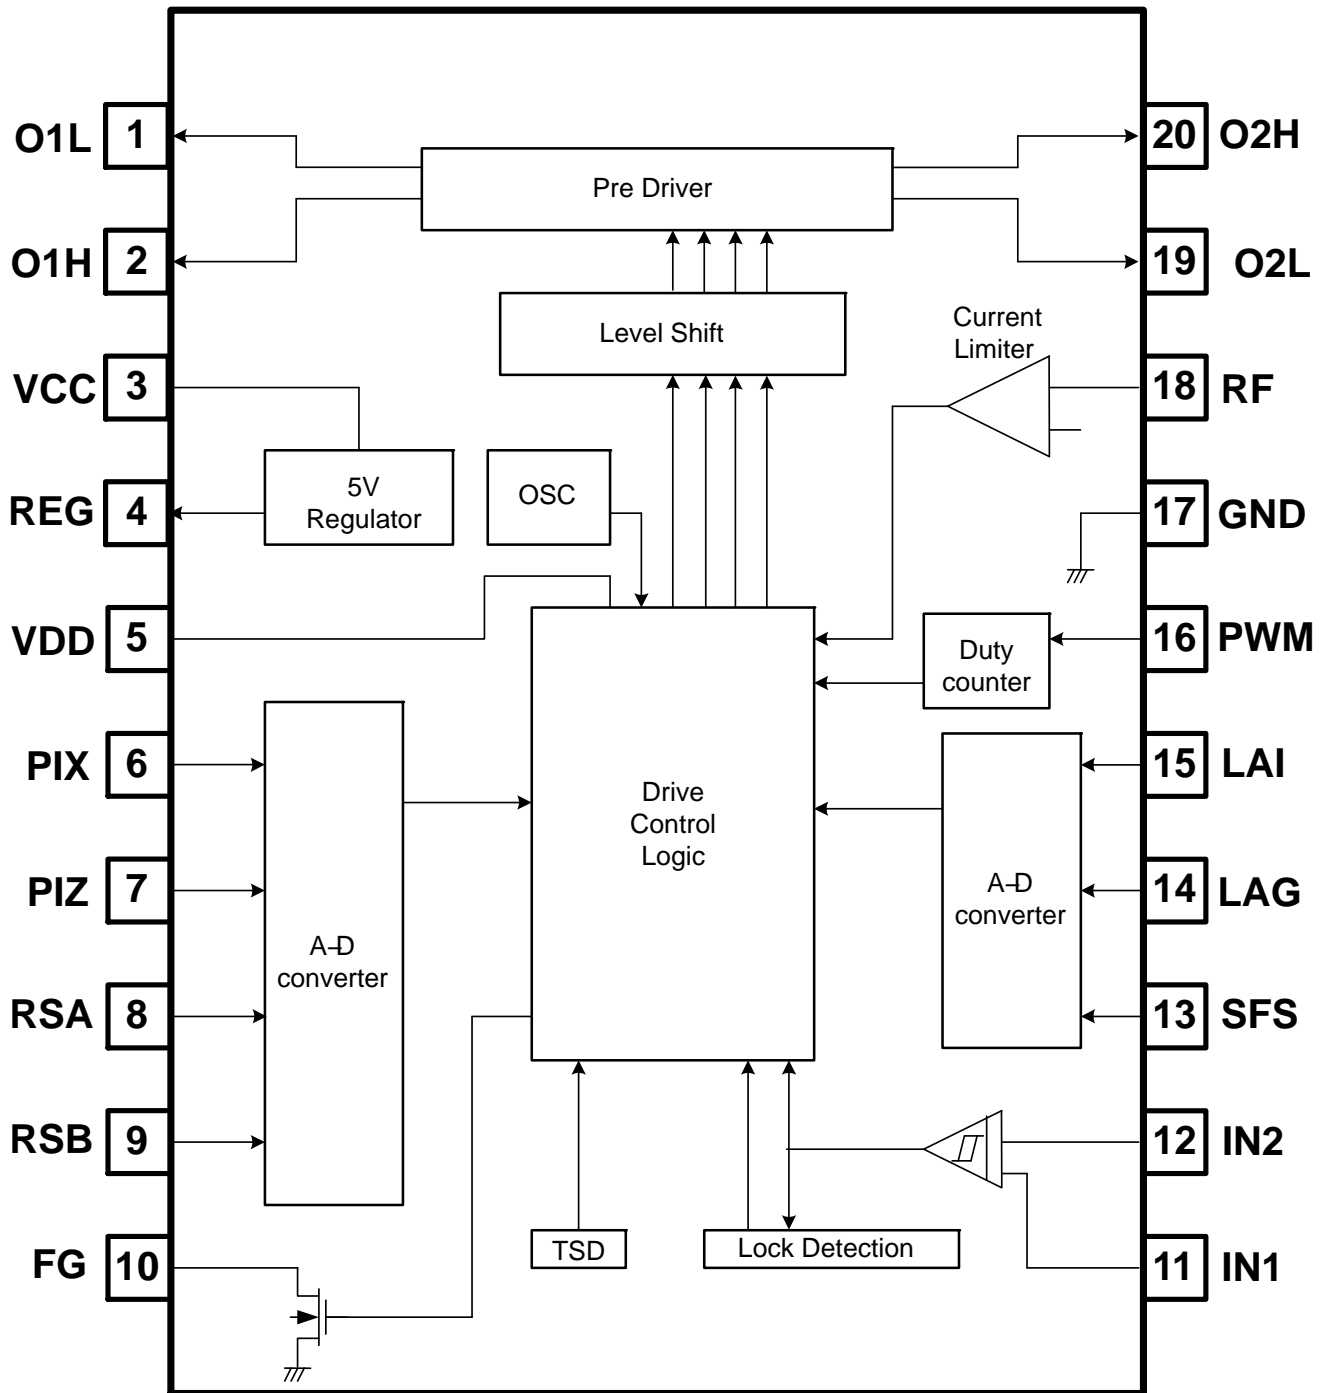 O1L 1
20 O2H
Pre Driver
O1H 2
19 O2L
Level Shift
Current
Limiter
VCC 3
18 RF
5V
Regulator
OSC
REG 4
17 GND
VDD 5
16 PWM
Duty
counter
PIX 6
15 LAI
Drive
Control
Logic
PIZ 7
14 LAG
A–D
converter
A–D
converter
RSA 8
13 SFS
RSB 9
12 IN2
TSD
Lock Detection
FG 10
11 IN1